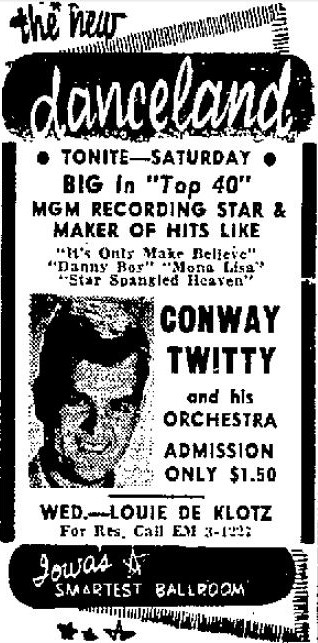 the new
danceland
• TONITE—SATURDAY •
BIG in "Top 40"
MGM RECORDING STAR &
MAKER OF HITS LIKE
"It's Only Make Believe"
"Danny Boy" "Mona Lisa"
"Star Spangled Heaven"
CONWAY
TWITTY
and his
ORCHESTRA
ADMISSION
ONLY $1.50
WED.—LOUIE DE KLOTZ
For Res. Call EM
Iowa's
SMARTEST BALLROOM